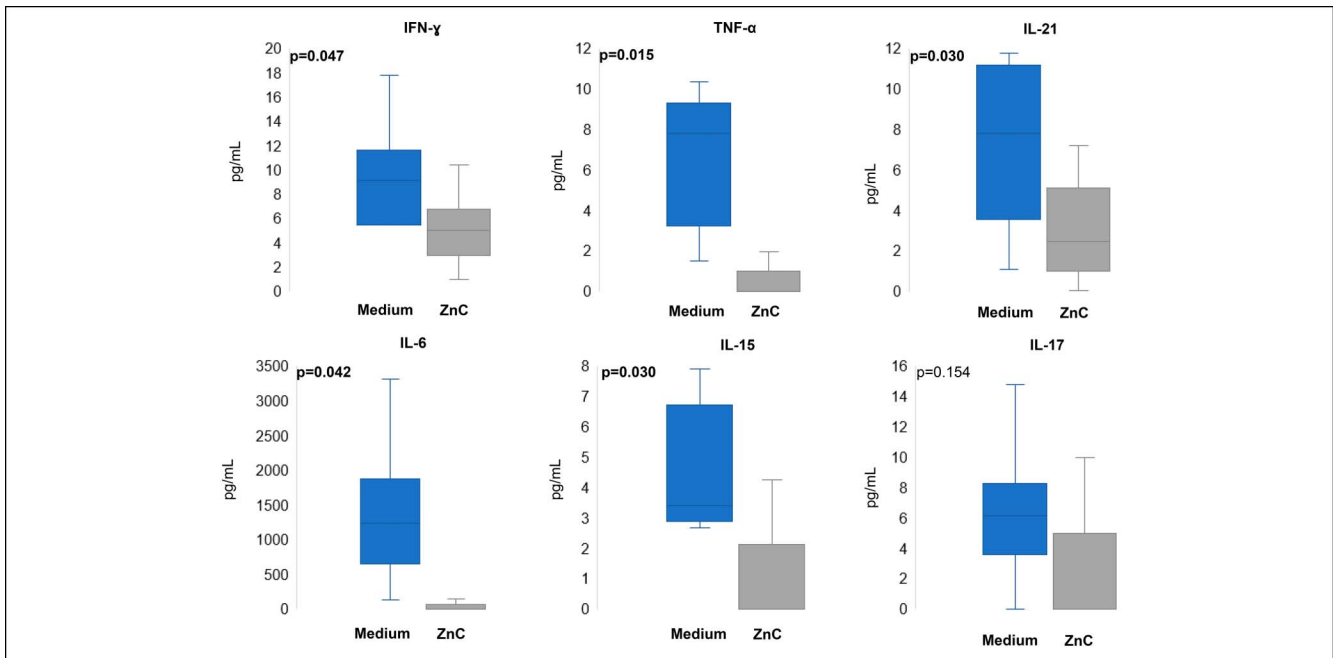 IFN-ɣ
p=0.047
pg/mL
20
18
16
14
12
10
8
6
4
2
0
Medium ZnC
TNF-α
p=0.015
pg/mL
12
10
8
6
4
2
0
Medium ZnC
IL-21
p=0.030
pg/mL
12
10
8
6
4
2
0
Medium ZnC
IL-6
p=0.042
pg/mL
3500
3000
2500
2000
1500
1000
500
0
Medium ZnC
IL-15
p=0.030
pg/mL
8
7
6
5
4
3
2
1
0
Medium ZnC
IL-17
p=0.154
pg/mL
16
14
12
10
8
6
4
2
0
Medium ZnC